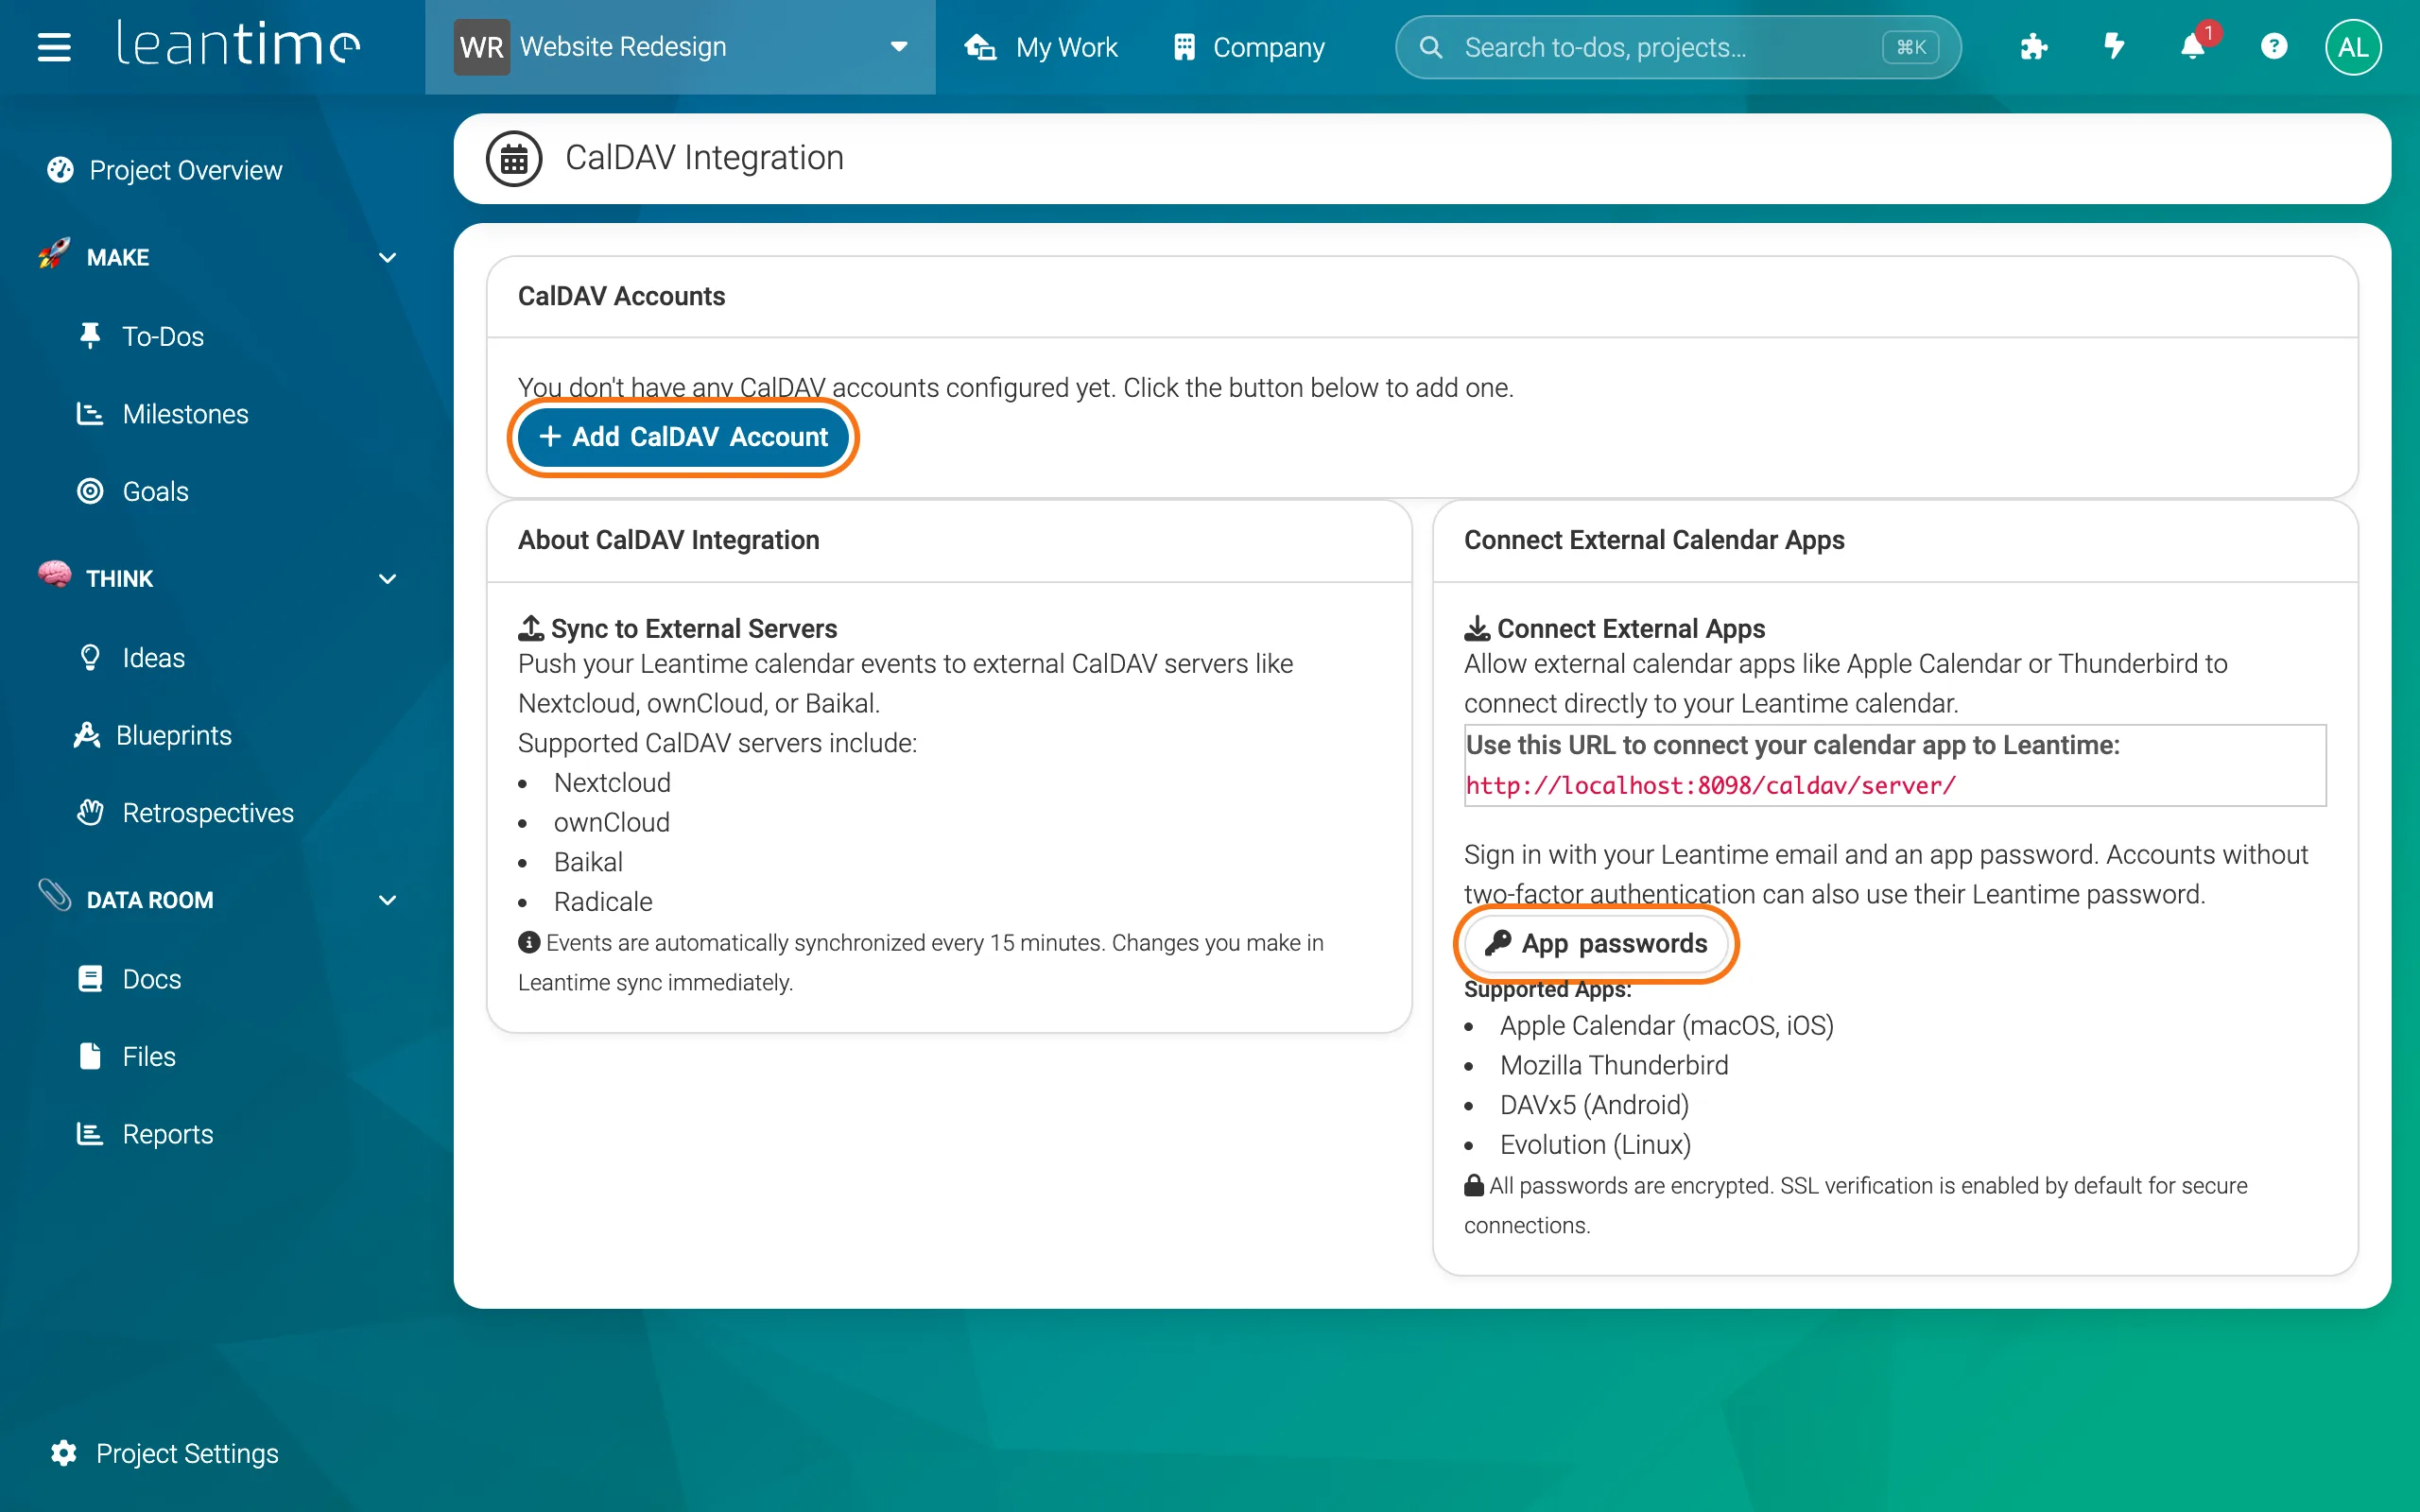 leantime
WR Website Redesign
My Work
Company
Search to-dos, projects...
⌘K
1
?
AL
Project Overview
MAKE
To-Dos
Milestones
Goals
THINK
Ideas
Blueprints
Retrospectives
DATA ROOM
Docs
Files
Reports
Project Settings
CalDAV Integration
CalDAV Accounts
You don't have any CalDAV accounts configured yet. Click the button below to add one.
+ Add CalDAV Account
About CalDAV Integration
Sync to External Servers
Push your Leantime calendar events to external CalDAV servers like
Nextcloud, ownCloud, or Baikal.
Supported CalDAV servers include:
• Nextcloud
• ownCloud
• Baikal
• Radicale
Events are automatically synchronized every 15 minutes. Changes you make in
Leantime sync immediately.
Connect External Calendar Apps
Connect External Apps
Allow external calendar apps like Apple Calendar or Thunderbird to
connect directly to your Leantime calendar.
Use this URL to connect your calendar app to Leantime:
http://localhost:8098/caldav/server/
Sign in with your Leantime email and an app password. Accounts without
two-factor authentication can also use their Leantime password.
App passwords
Supported Apps:
• Apple Calendar (macOS, iOS)
• Mozilla Thunderbird
• DAVx5 (Android)
• Evolution (Linux)
All passwords are encrypted. SSL verification is enabled by default for secure
connections.